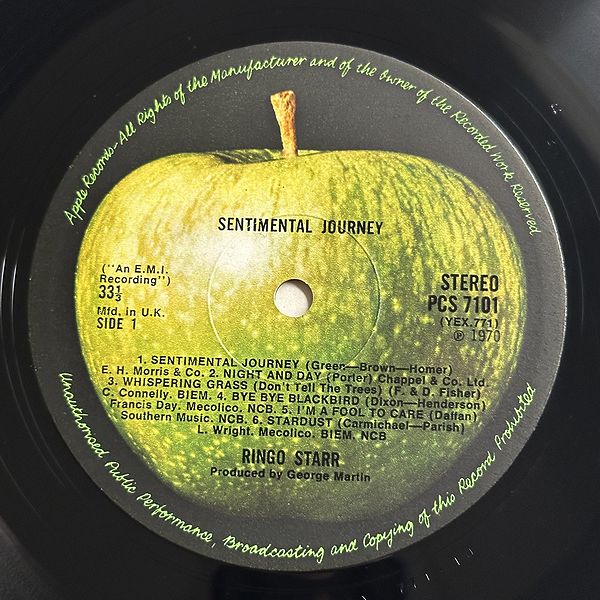 Apple Records-All Rights of the Manufacturer and of the Owner of the Recorded Work Reserved
SENTIMENTAL JOURNEY
("An E.M.I.
Recording")
33⅓
Mfd. in U.K.
SIDE 1
STEREO
PCS 7101
(YEX.771)
℗ 1970
1. SENTIMENTAL JOURNEY (Green—Brown—Homer)
E. H. Morris & Co. 2. NIGHT AND DAY (Porler) Chappel & Co. Ltd.
3. WHISPERING GRASS (Don't Tell The Trees) (F. & D. Fisher)
C. Connelly. BIEM. 4. BYE BYE BLACKBIRD (Dixon—Henderson)
Francis Day. Mecolico. NCB. 5. I'M A FOOL TO CARE (Daffan)
Southern Music. NCB. 6. STARDUST (Carmichael—Parish)
L. Wright. Mecolico. BIEM. NCB
RINGO STARR
Produced by George Martin
Unauthorised Public Performance, Broadcasting and Copying of this Record Prohibited